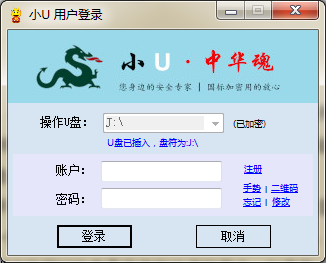 小U 用户登录
小 U · 中华魂
您身边的安全专家 | 国标加密用的放心
操作U盘： J:\ (已加密)
U盘已插入，盘符为:J:\
账户： 注册
手势 | 二维码
密码： 忘记 | 修改
登录 取消